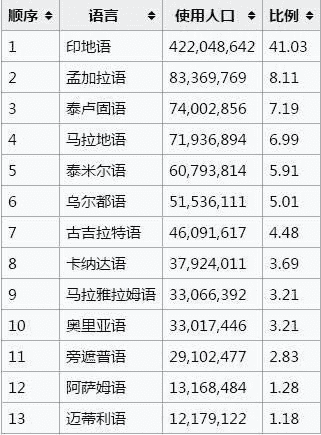 顺序 语言 使用人口 比例
1 印地语 422,048,642 41.03
2 孟加拉语 83,369,769 8.11
3 泰卢固语 74,002,856 7.19
4 马拉地语 71,936,894 6.99
5 泰米尔语 60,793,814 5.91
6 乌尔都语 51,536,111 5.01
7 古吉拉特语 46,091,617 4.48
8 卡纳达语 37,924,011 3.69
9 马拉雅拉姆语 33,066,392 3.21
10 奥里亚语 33,017,446 3.21
11 旁遮普语 29,102,477 2.83
12 阿萨姆语 13,168,484 1.28
13 迈蒂利语 12,179,122 1.18